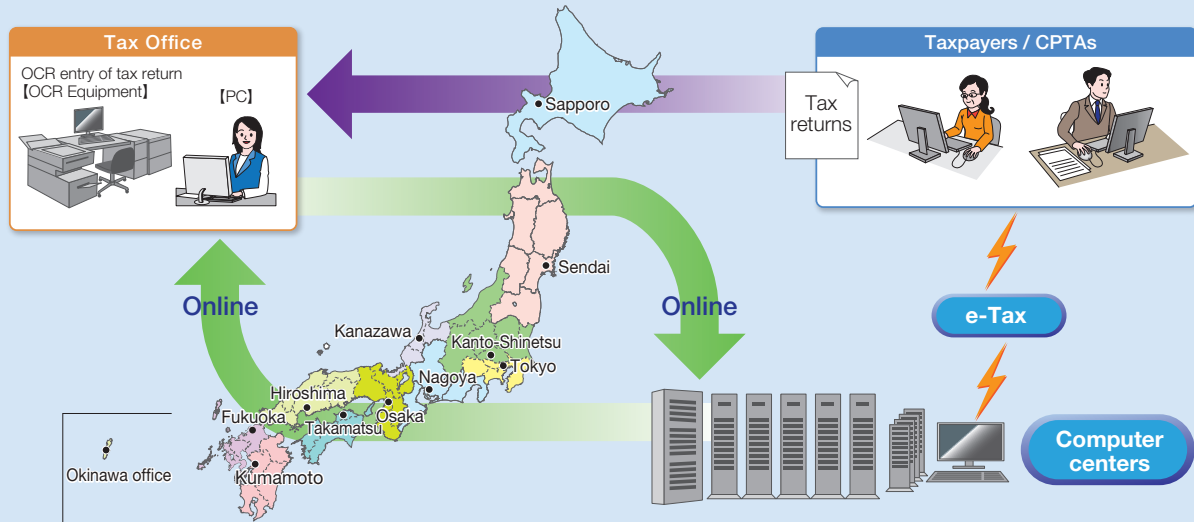 Tax Office
OCR entry of tax return
【OCR Equipment】
【PC】
Taxpayers / CPTAs
Tax
returns
Sapporo
Sendai
Online
Online
e-Tax
Kanazawa
Kanto-Shinetsu
Tokyo
Nagoya
Hiroshima
Osaka
Fukuoka
Takamatsu
Kumamoto
Okinawa office
Computer
centers